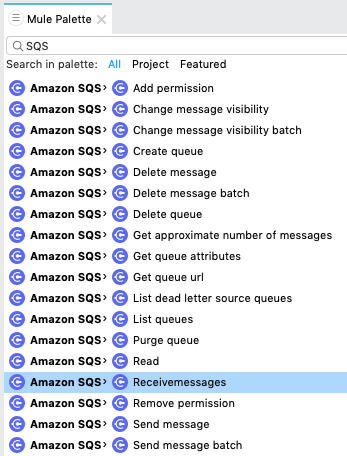 Mule Palette
SQS
Search in palette: All Project Featured
Amazon SQS› Add permission
Amazon SQS› Change message visibility
Amazon SQS› Change message visibility batch
Amazon SQS› Create queue
Amazon SQS› Delete message
Amazon SQS› Delete message batch
Amazon SQS› Delete queue
Amazon SQS› Get approximate number of messages
Amazon SQS› Get queue attributes
Amazon SQS› Get queue url
Amazon SQS› List dead letter source queues
Amazon SQS› List queues
Amazon SQS› Purge queue
Amazon SQS› Read
Amazon SQS› Receivemessages
Amazon SQS› Remove permission
Amazon SQS› Send message
Amazon SQS› Send message batch